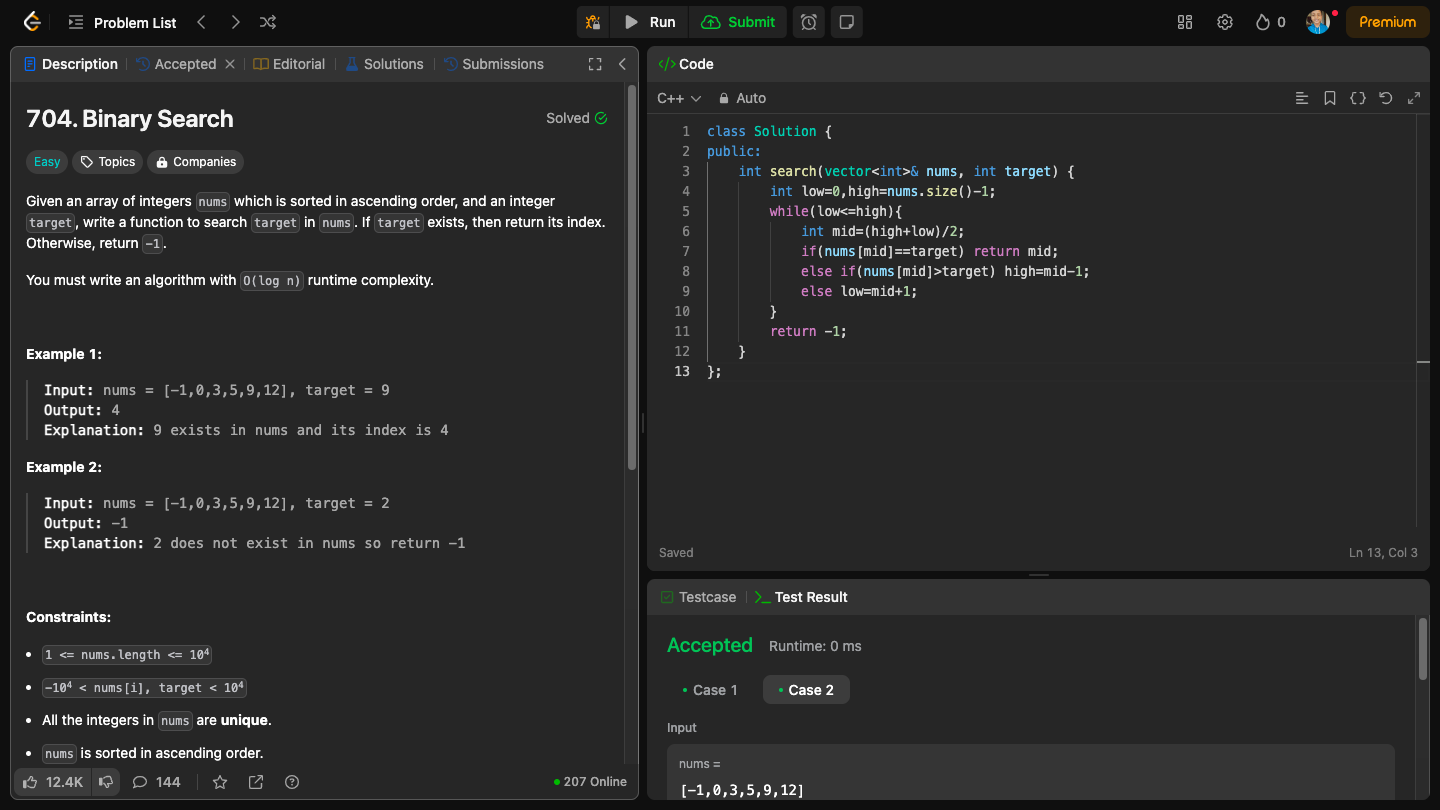 Problem List
Run
Submit
0
Premium
Description
Accepted
Editorial
Solutions
Submissions
704. Binary Search
Solved
Easy
Topics
Companies
Given an array of integers nums which is sorted in ascending order, and an integer
target, write a function to search target in nums. If target exists, then return its index.
Otherwise, return -1.
You must write an algorithm with O(log n) runtime complexity.
Example 1:
Input: nums = [-1,0,3,5,9,12], target = 9
Output: 4
Explanation: 9 exists in nums and its index is 4
Example 2:
Input: nums = [-1,0,3,5,9,12], target = 2
Output: -1
Explanation: 2 does not exist in nums so return -1
Constraints:
• 1 <= nums.length <= 10⁴
• -10⁴ < nums[i], target < 10⁴
• All the integers in nums are unique.
• nums is sorted in ascending order.
12.4K
144
207 Online
</> Code
C++
Auto
1 class Solution {
2 public:
3     int search(vector<int>& nums, int target) {
4         int low=0,high=nums.size()-1;
5         while(low<=high){
6             int mid=(high+low)/2;
7             if(nums[mid]==target) return mid;
8             else if(nums[mid]>target) high=mid-1;
9             else low=mid+1;
10         }
11         return -1;
12     }
13 };
Saved
Ln 13, Col 3
Testcase
Test Result
Accepted
Runtime: 0 ms
• Case 1
• Case 2
Input
nums =
[-1,0,3,5,9,12]